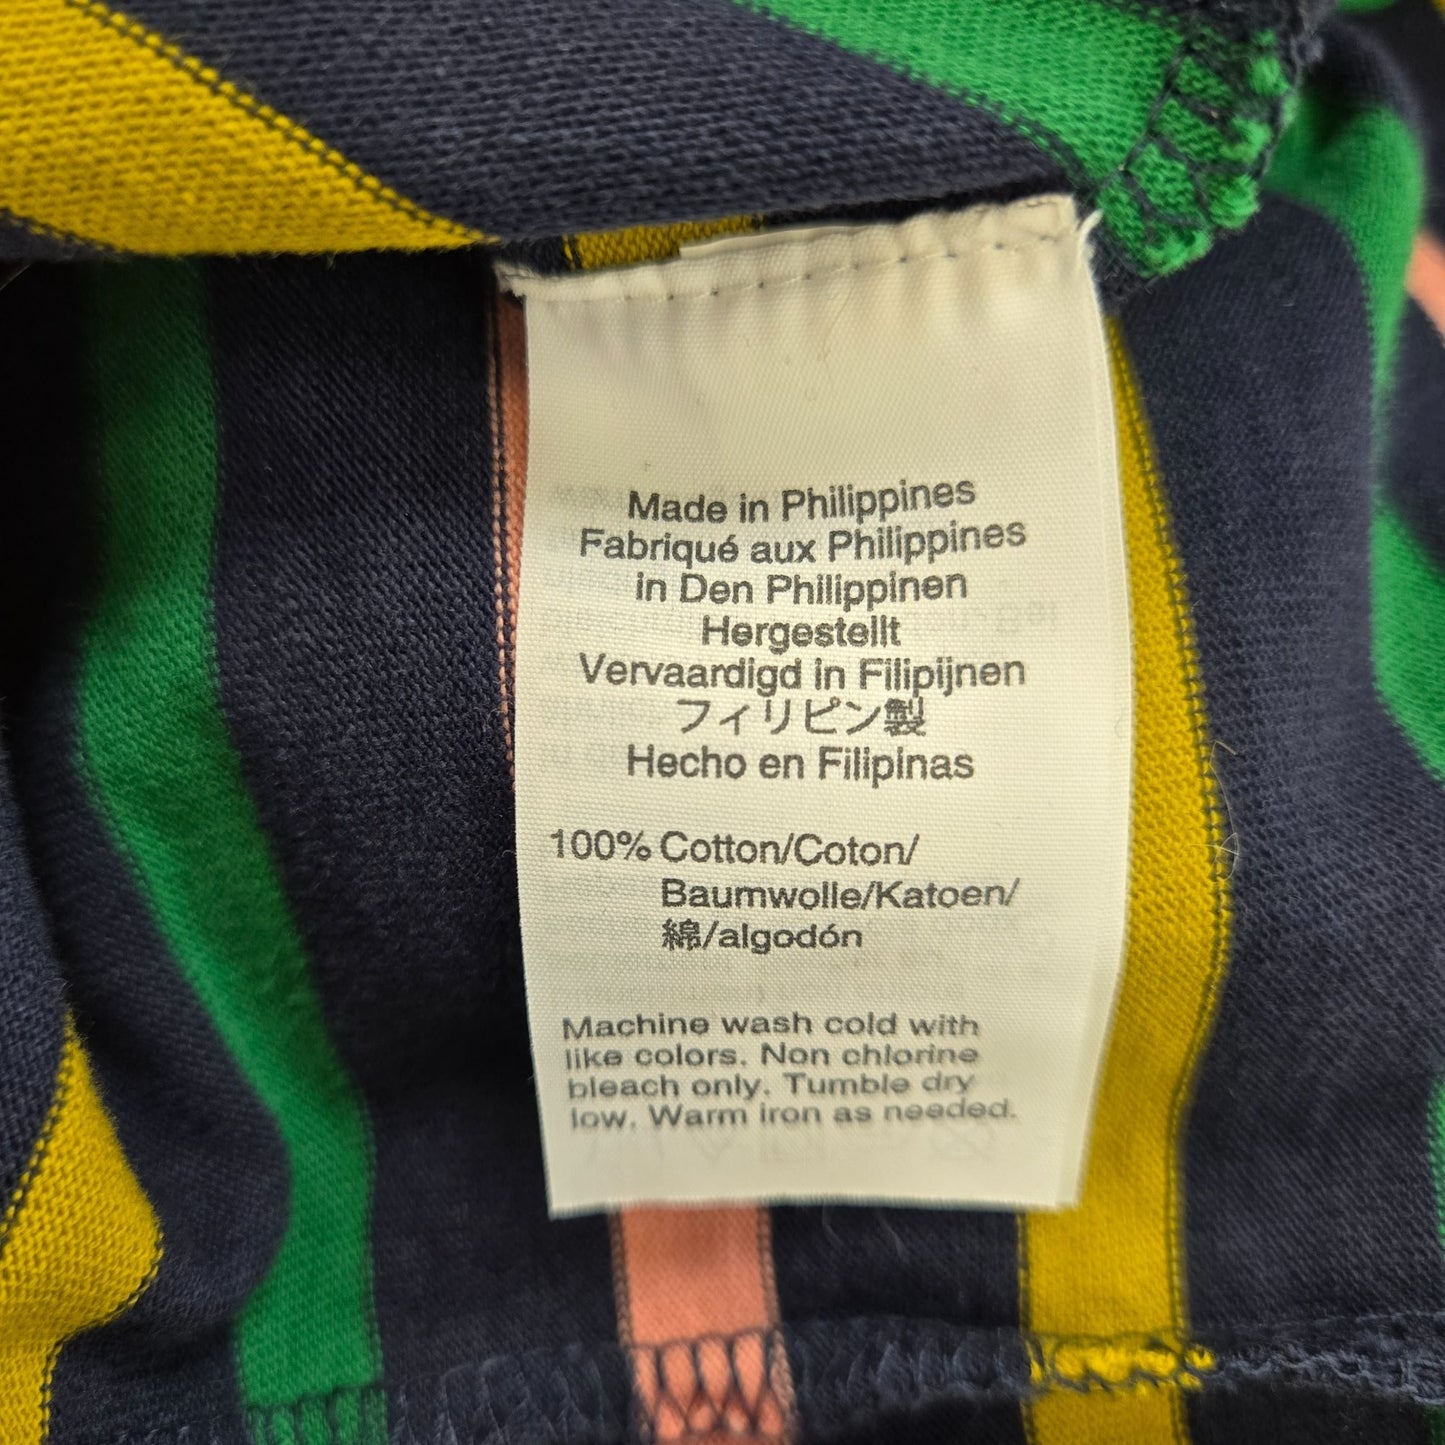 Made in Philippines
Fabriqué aux Philippines
in Den Philippinen
Hergestellt
Vervaardigd in Filipijnen
フィリピン製
Hecho en Filipinas
100% Cotton/Coton/
Baumwolle/Katoen/
綿/algodón
Machine wash cold with
like colors. Non chlorine
bleach only. Tumble dry
low. Warm iron as needed.